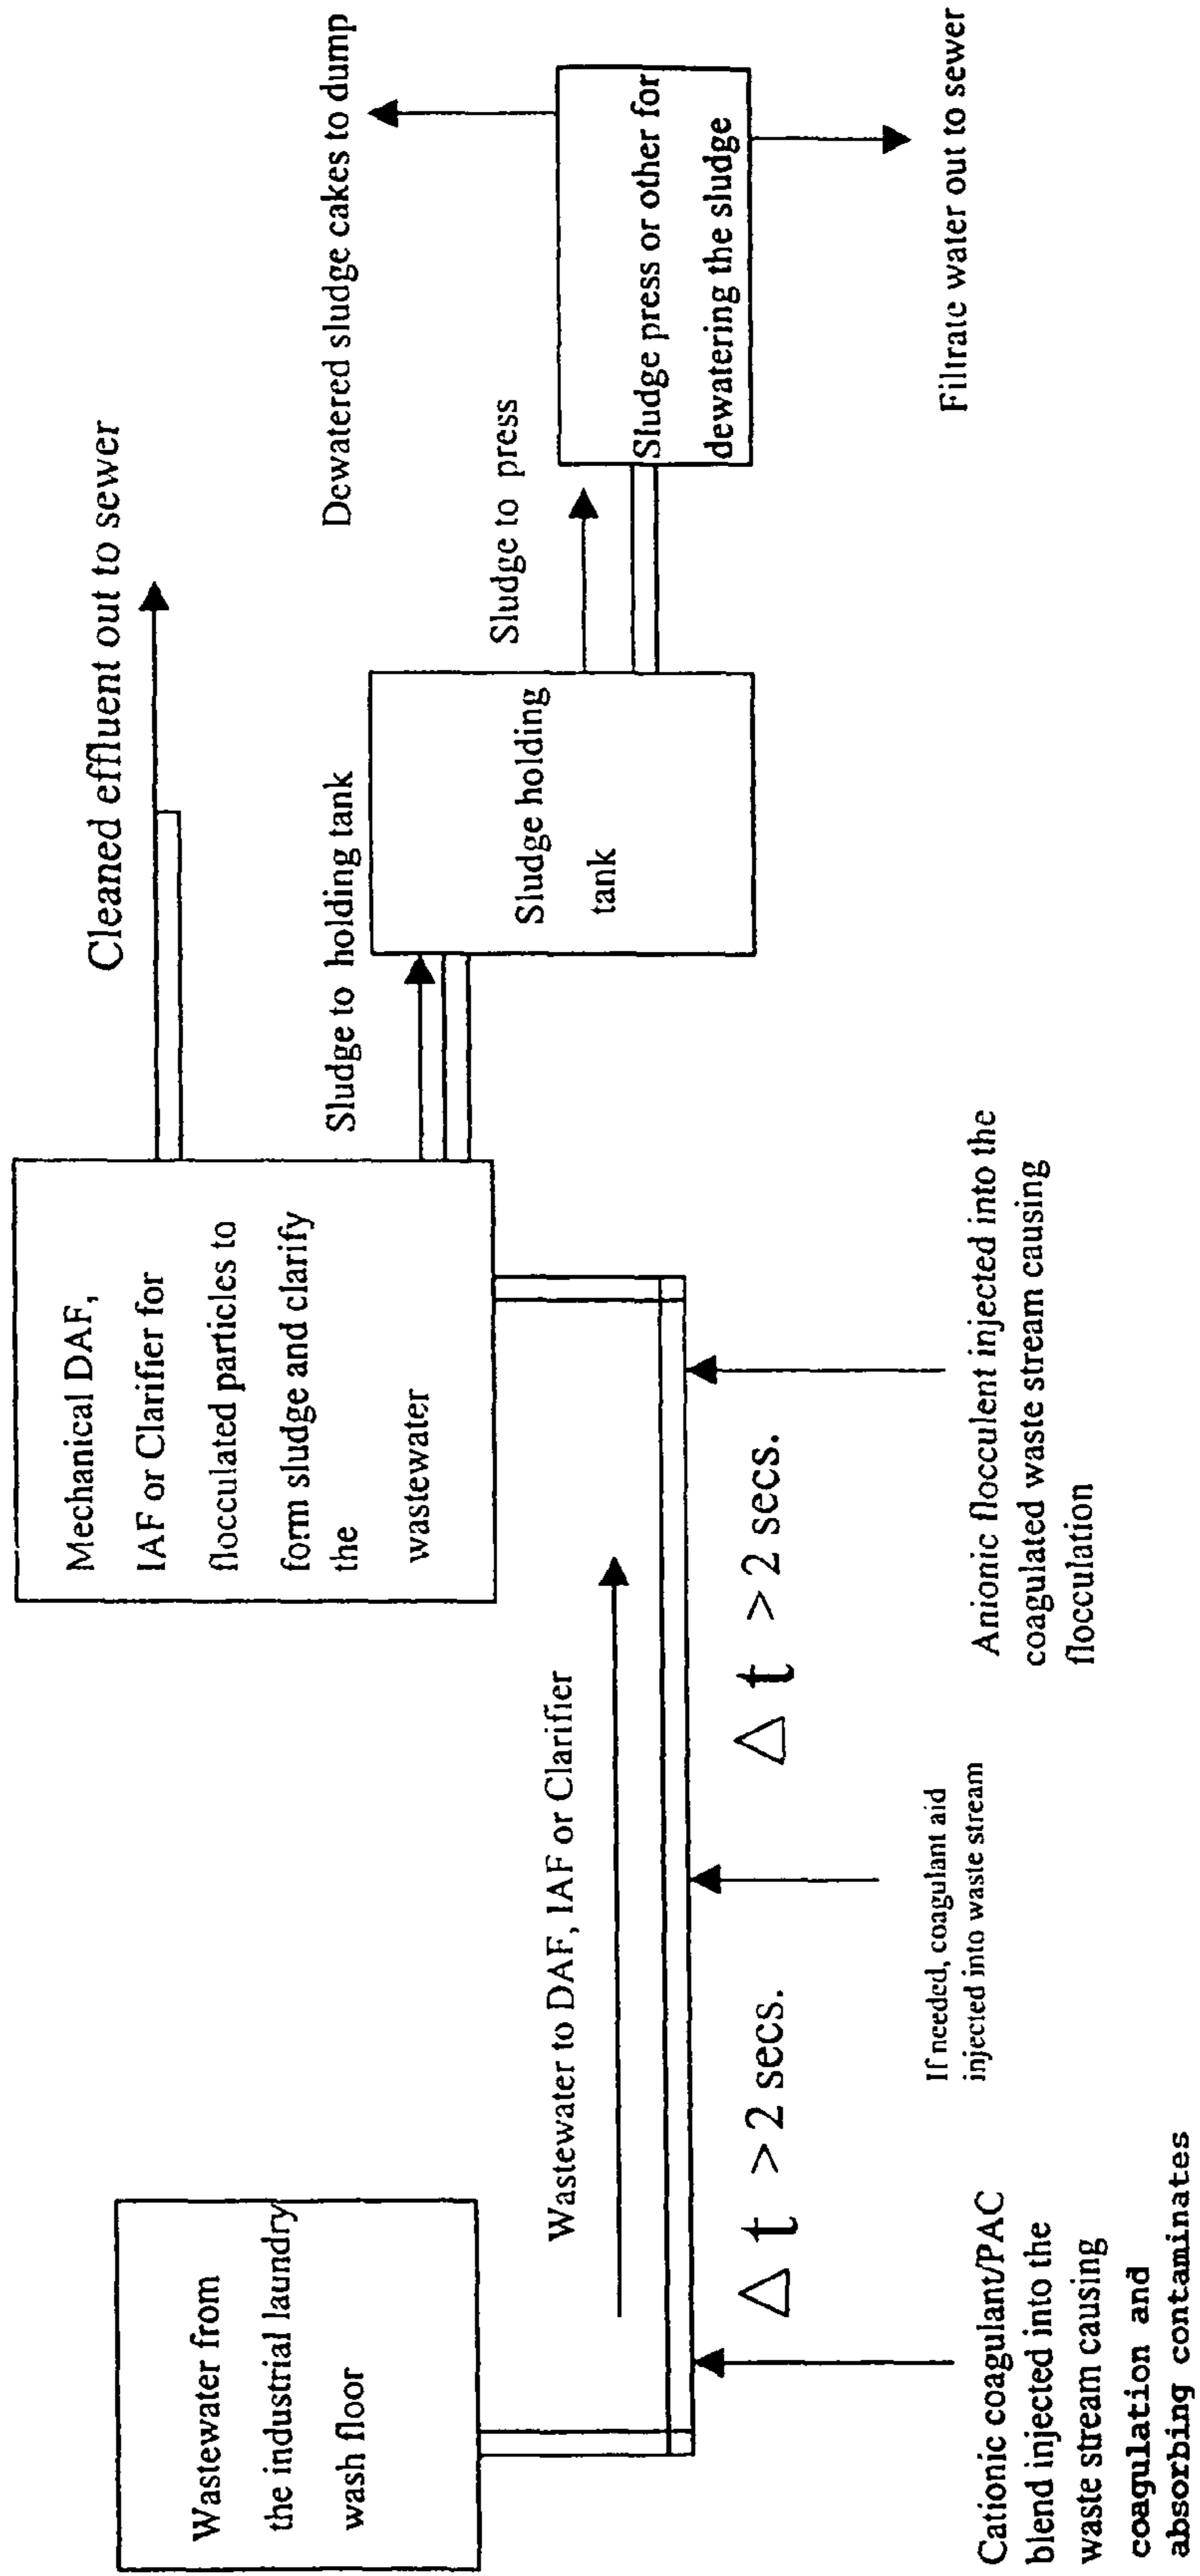 Wastewater from
the industrial laundry
wash floor
Wastewater to DAF, IAF or Clarifier
Mechanical DAF,
IAF or Clarifier for
flocculated particles to
form sludge and clarify
the
wastewater
Cleaned effluent out to sewer
Sludge to holding tank
Sludge holding
tank
Sludge to press
Dewatered sludge cakes to dump
Sludge press or other for
dewatering the sludge
Filtrate water out to sewer
Δ t > 2 secs.
Δ t > 2 secs.
Cationic coagulant/PAC
blend injected into the
waste stream causing
coagulation and
absorbing contaminates
If needed, coagulant aid
injected into waste stream
Anionic flocculent injected into the
coagulated waste stream causing
flocculation